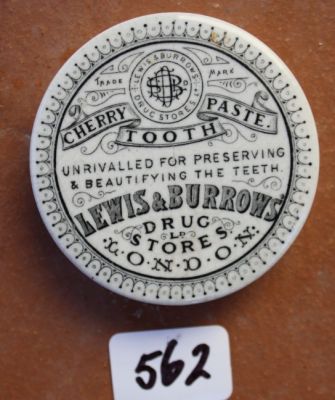 LEWIS & BURROWS
DRUG STORES
TRADE MARK
CHERRY TOOTH PASTE
UNRIVALLED FOR PRESERVING
& BEAUTIFYING THE TEETH.
LEWIS & BURROWS'
DRUG
LD
STORES
LONDON:
562